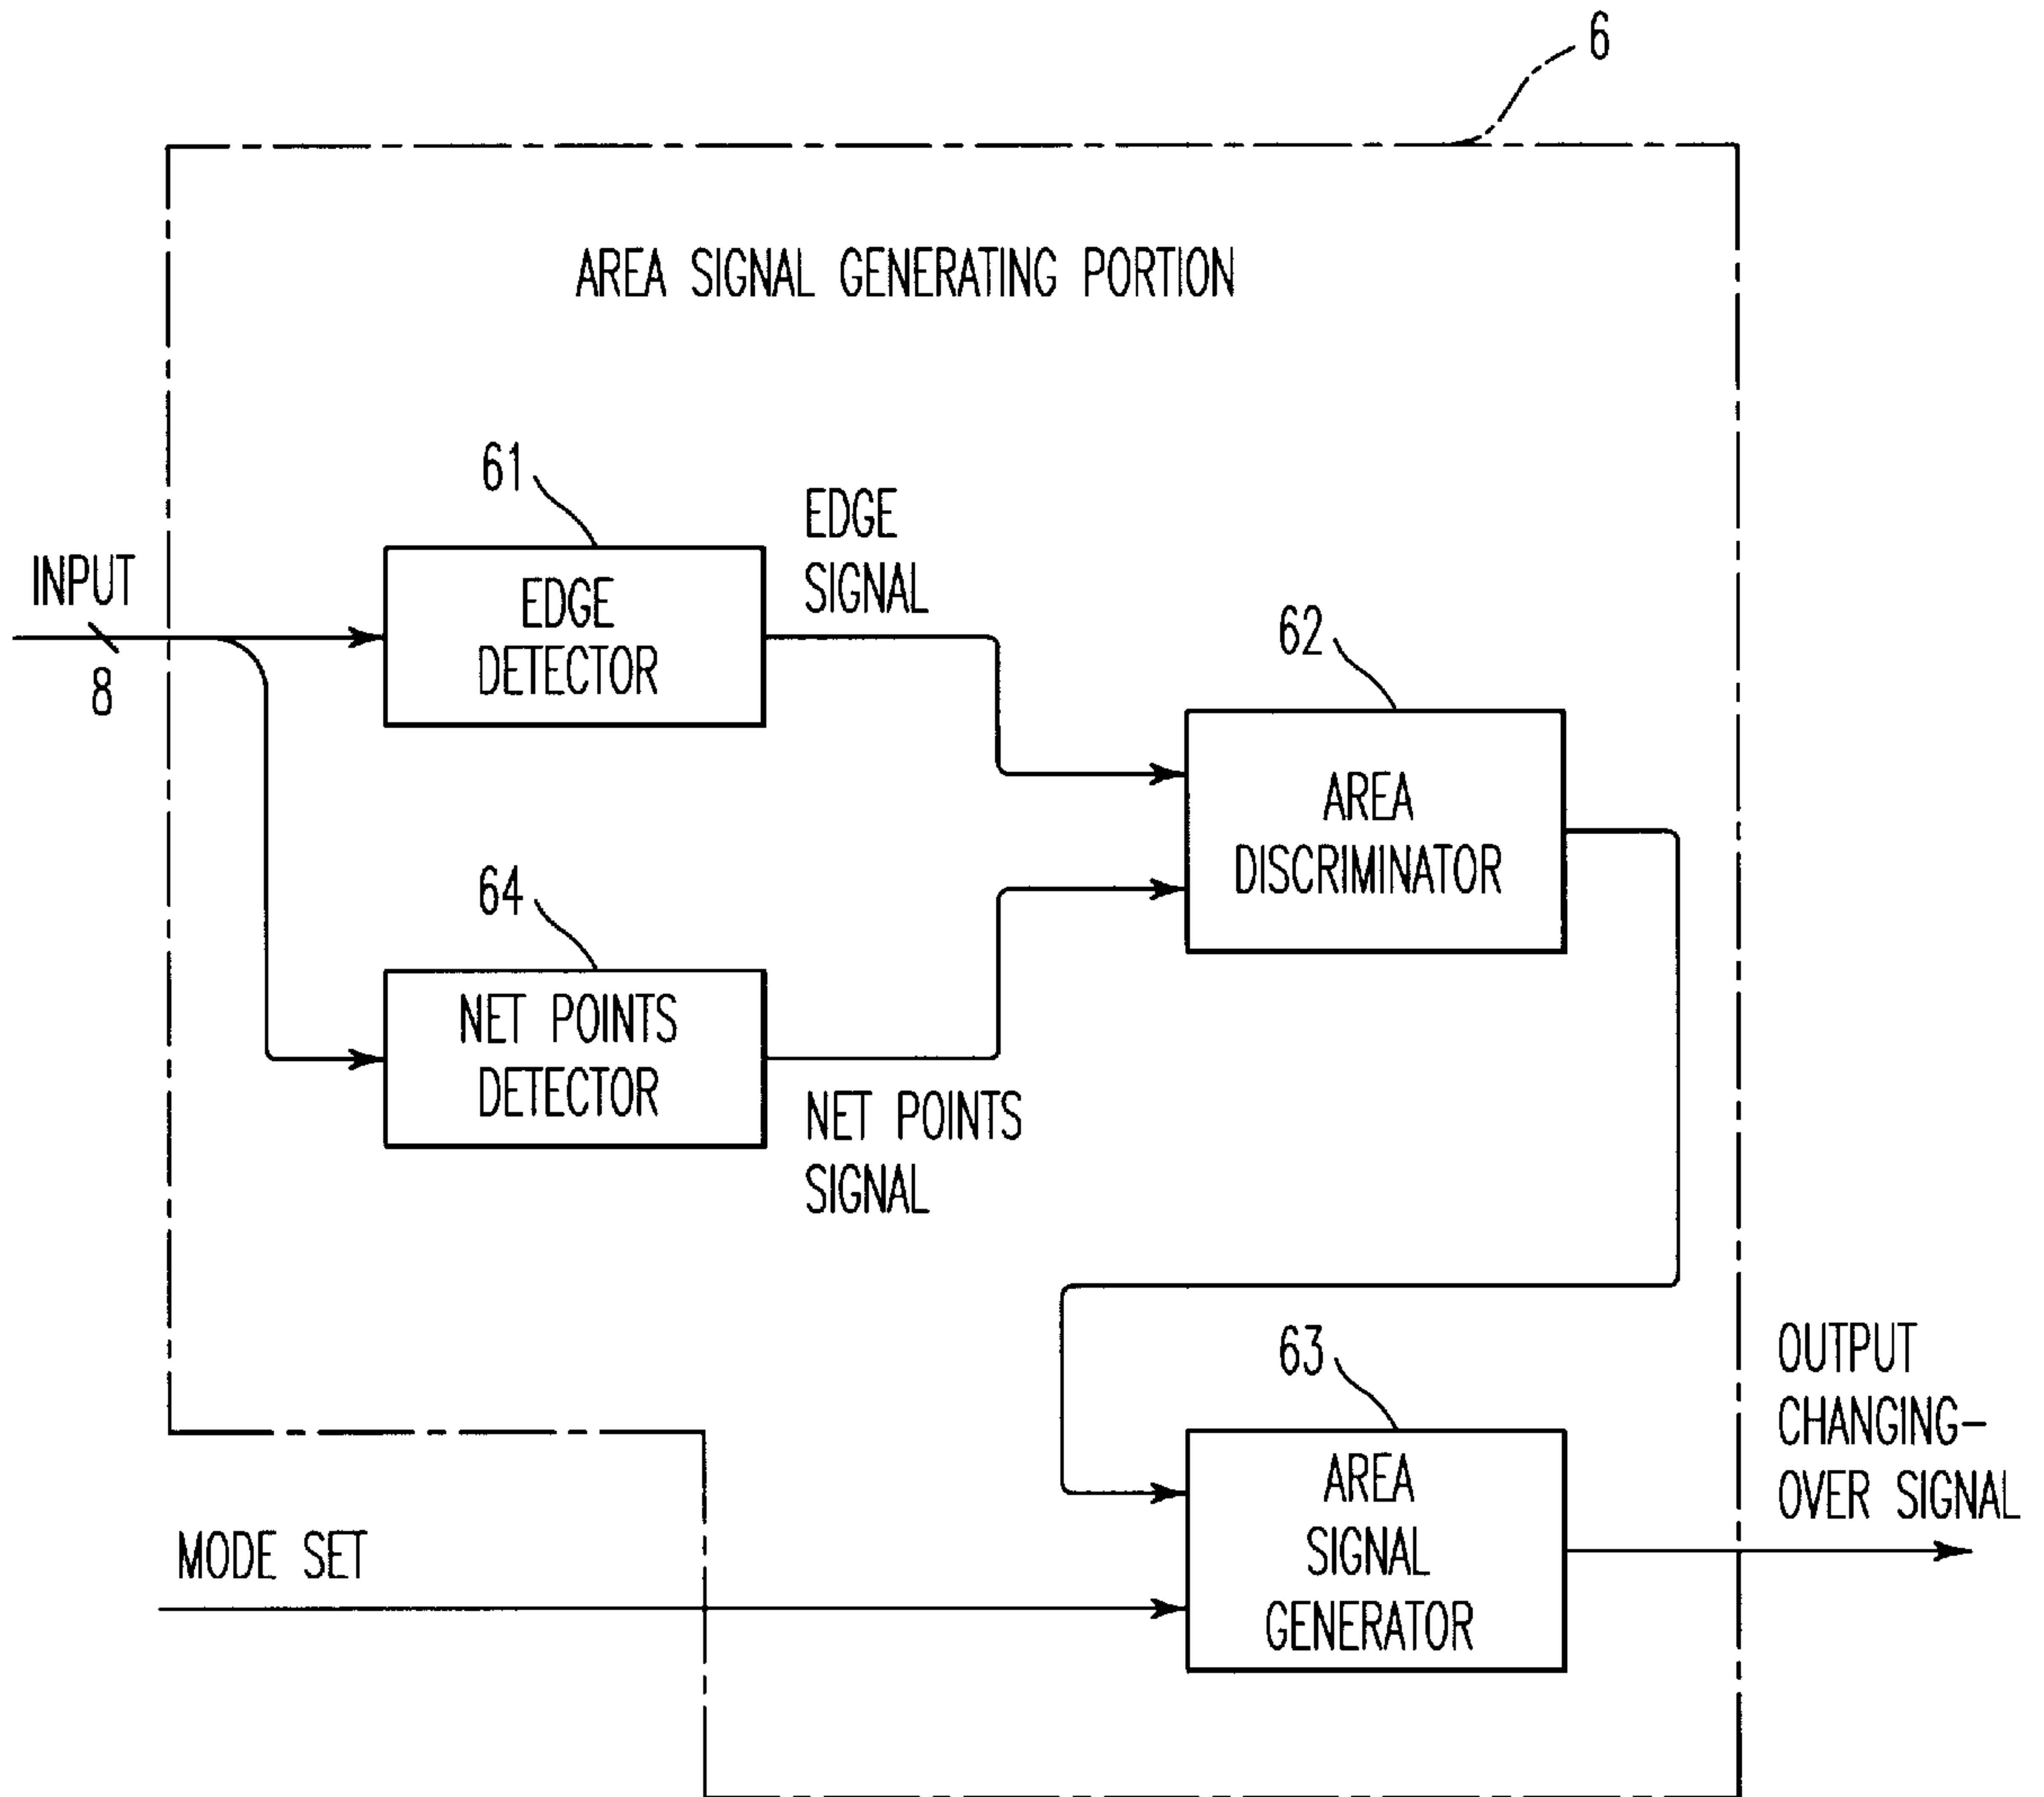 6
AREA SIGNAL GENERATING PORTION
61
EDGE
SIGNAL
INPUT
8
EDGE
DETECTOR
62
AREA
DISCRIMINATOR
64
NET POINTS
DETECTOR
NET POINTS
SIGNAL
63
OUTPUT
CHANGING-
OVER SIGNAL
AREA
SIGNAL
GENERATOR
MODE SET